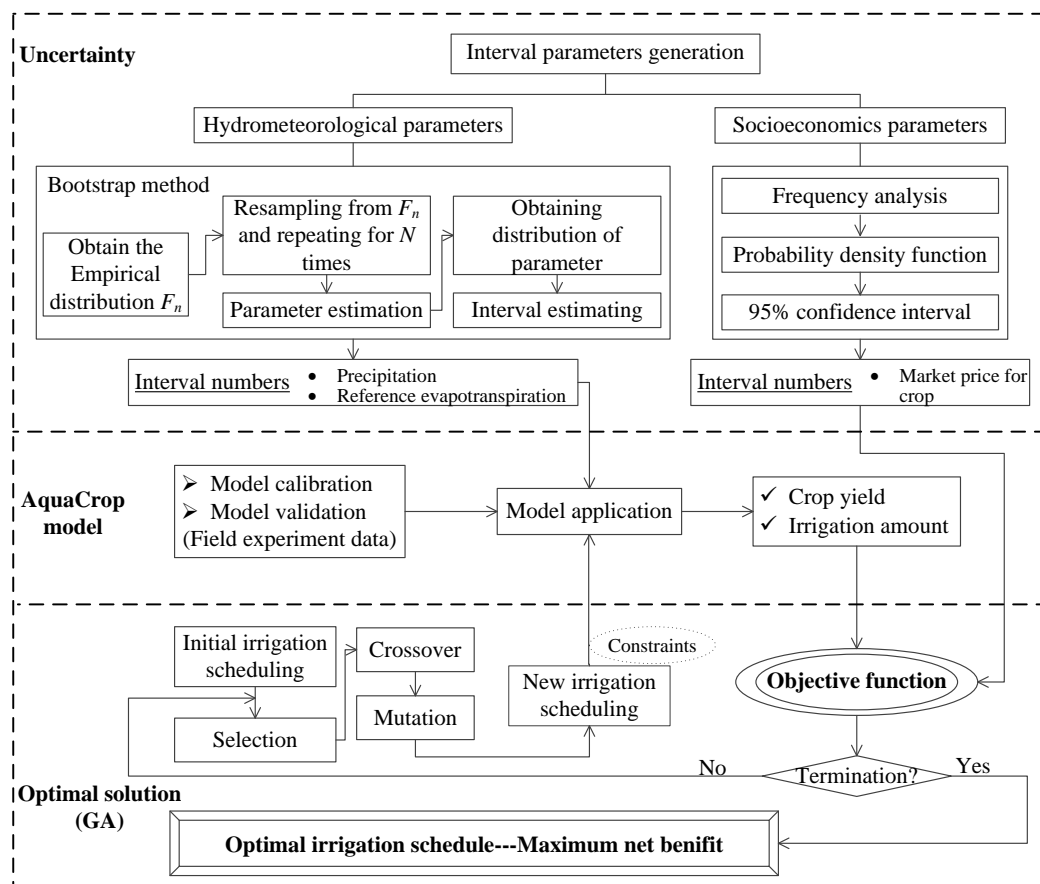 Uncertainty
Interval parameters generation
Hydrometeorological parameters
Socioeconomics parameters
Bootstrap method
Obtain the
Empirical
distribution Fn
Resampling from Fn
and repeating for N
times
Parameter estimation
Obtaining
distribution of
parameter
Interval estimating
Frequency analysis
Probability density function
95% confidence interval
Interval numbers
• Precipitation
• Reference evapotranspiration
Interval numbers
• Market price for
crop
AquaCrop
model
➢ Model calibration
➢ Model validation
(Field experiment data)
Model application
✓ Crop yield
✓ Irrigation amount
Initial irrigation
scheduling
Selection
Crossover
Mutation
Constraints
New irrigation
scheduling
Objective function
Termination?
No
Yes
Optimal solution
(GA)
Optimal irrigation schedule---Maximum net benifit